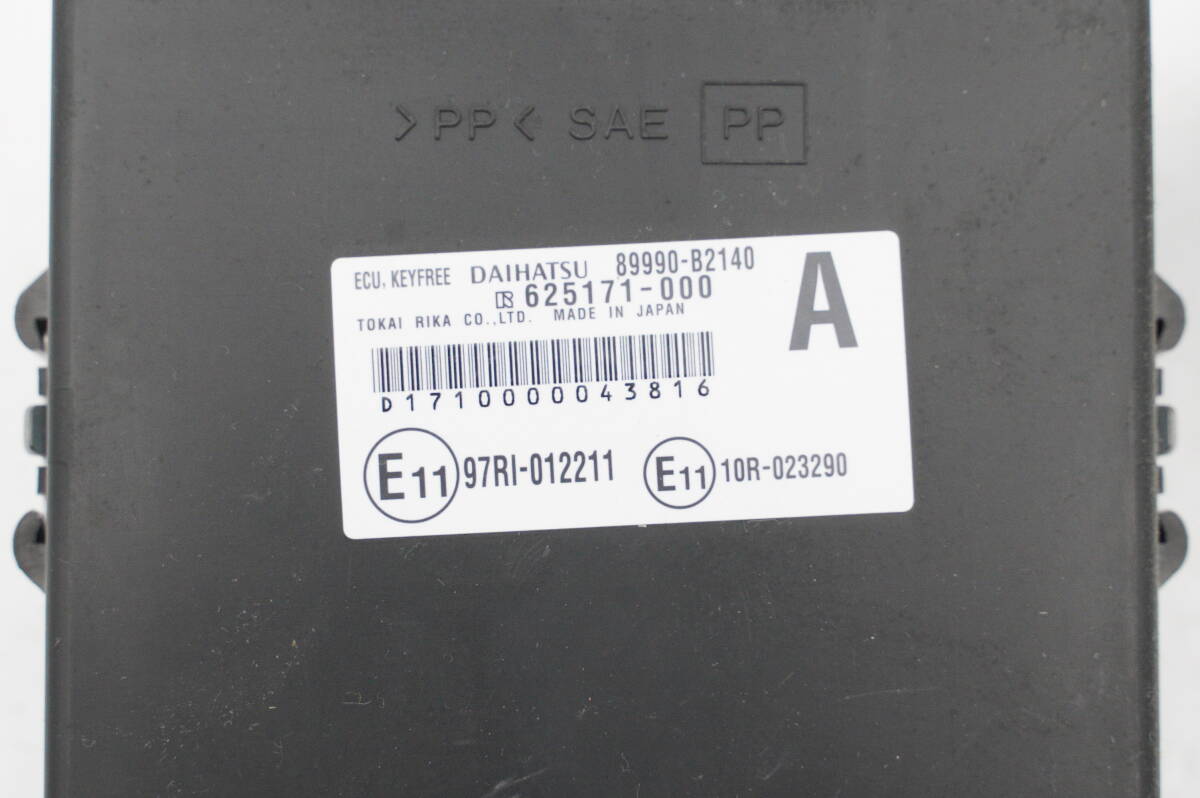 >PP< SAE PP
ECU, KEYFREE DAIHATSU 89990-B2140
625171-000
TOKAI RIKA CO.,LTD. MADE IN JAPAN
A
D1710000043816
E11 97RI-012211 E11 10R-023290